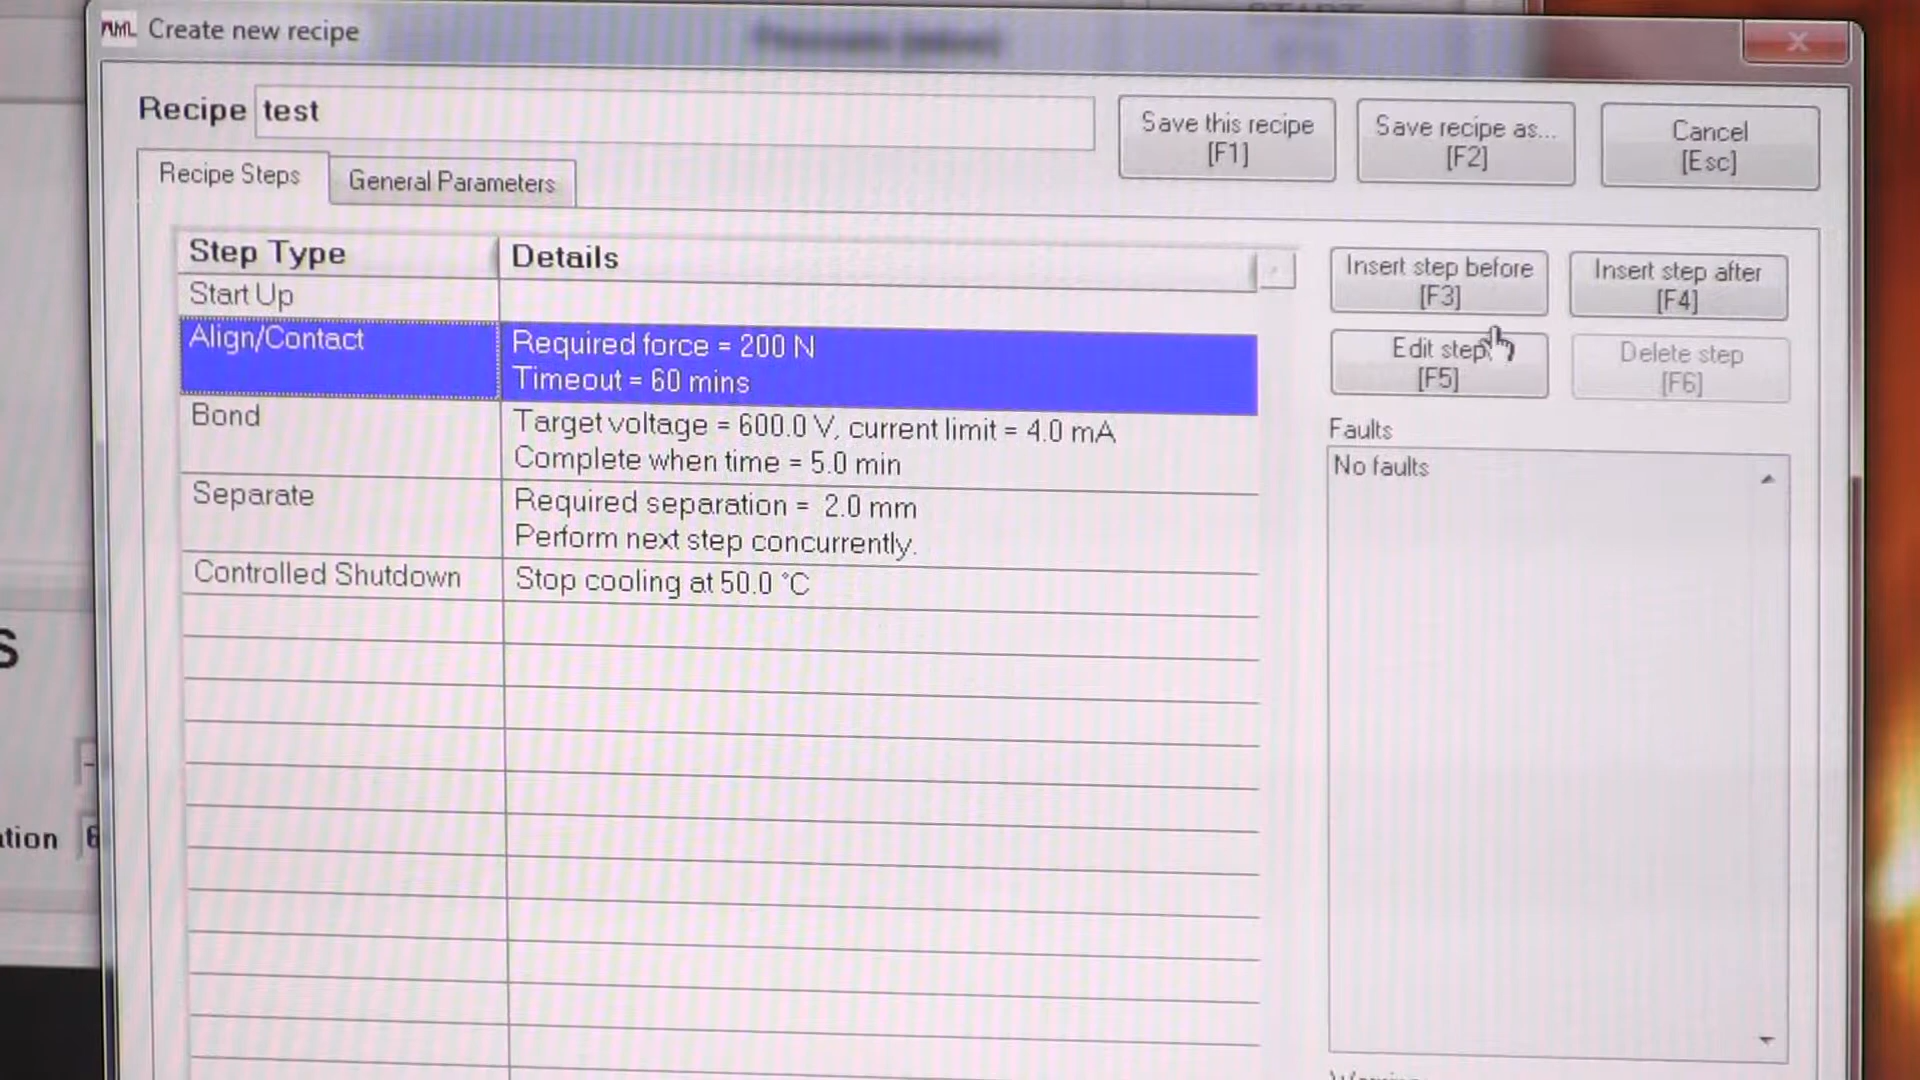 AML Create new recipe
Recipe test
Save this recipe
[F1]
Save recipe as...
[F2]
Cancel
[Esc]
Recipe Steps
General Parameters
Step Type Details
Start Up
Align/Contact
Required force = 200 N
Timeout = 60 mins
Bond
Target voltage = 600.0 V, current limit = 4.0 mA
Complete when time = 5.0 min
Separate
Required separation = 2.0 mm
Perform next step concurrently.
Controlled Shutdown
Stop cooling at 50.0 °C
Insert step before
[F3]
Insert step after
[F4]
Edit step
[F5]
Delete step
[F6]
Faults
No faults
S
ation